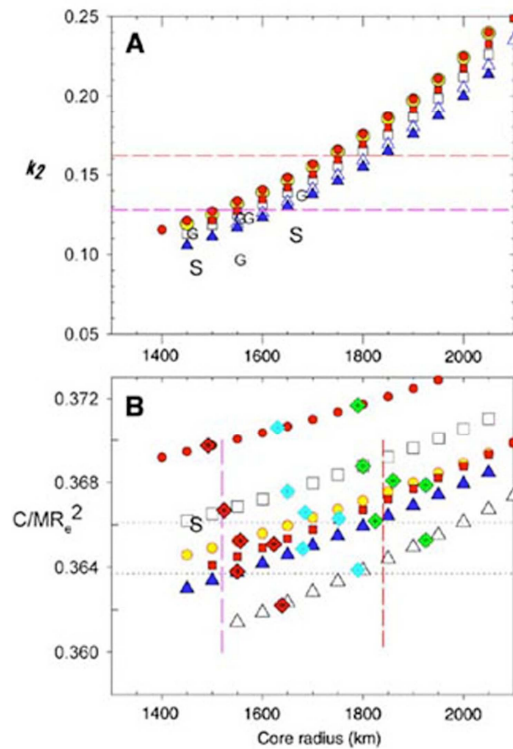 A
0.25
0.20
k2
0.15
0.10
0.05
G
G
G
G
G
S
S
1400 1600 1800 2000
B
0.372
0.368
C/MRe2
0.364
0.360
S
1400 1600 1800 2000
Core radius (km)